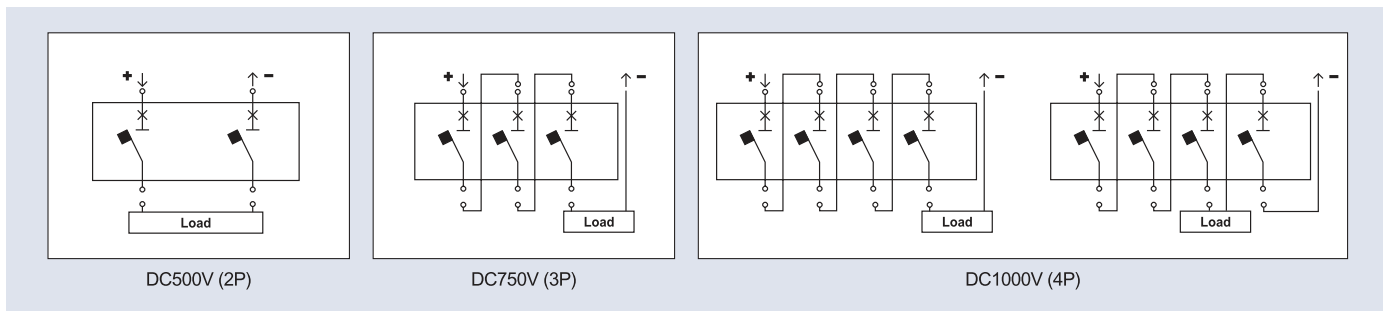 + −
Load
DC500V (2P)
+ −
Load
DC750V (3P)
+ −
Load
+ −
Load
DC1000V (4P)